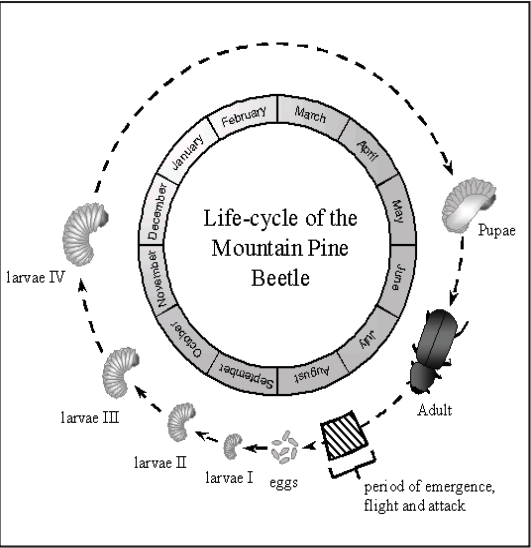 Life-cycle of the
Mountain Pine
Beetle
January
February
March
April
May
June
July
August
September
October
November
December
Pupae
Adult
period of emergence,
flight and attack
eggs
larvae I
larvae II
larvae III
larvae IV